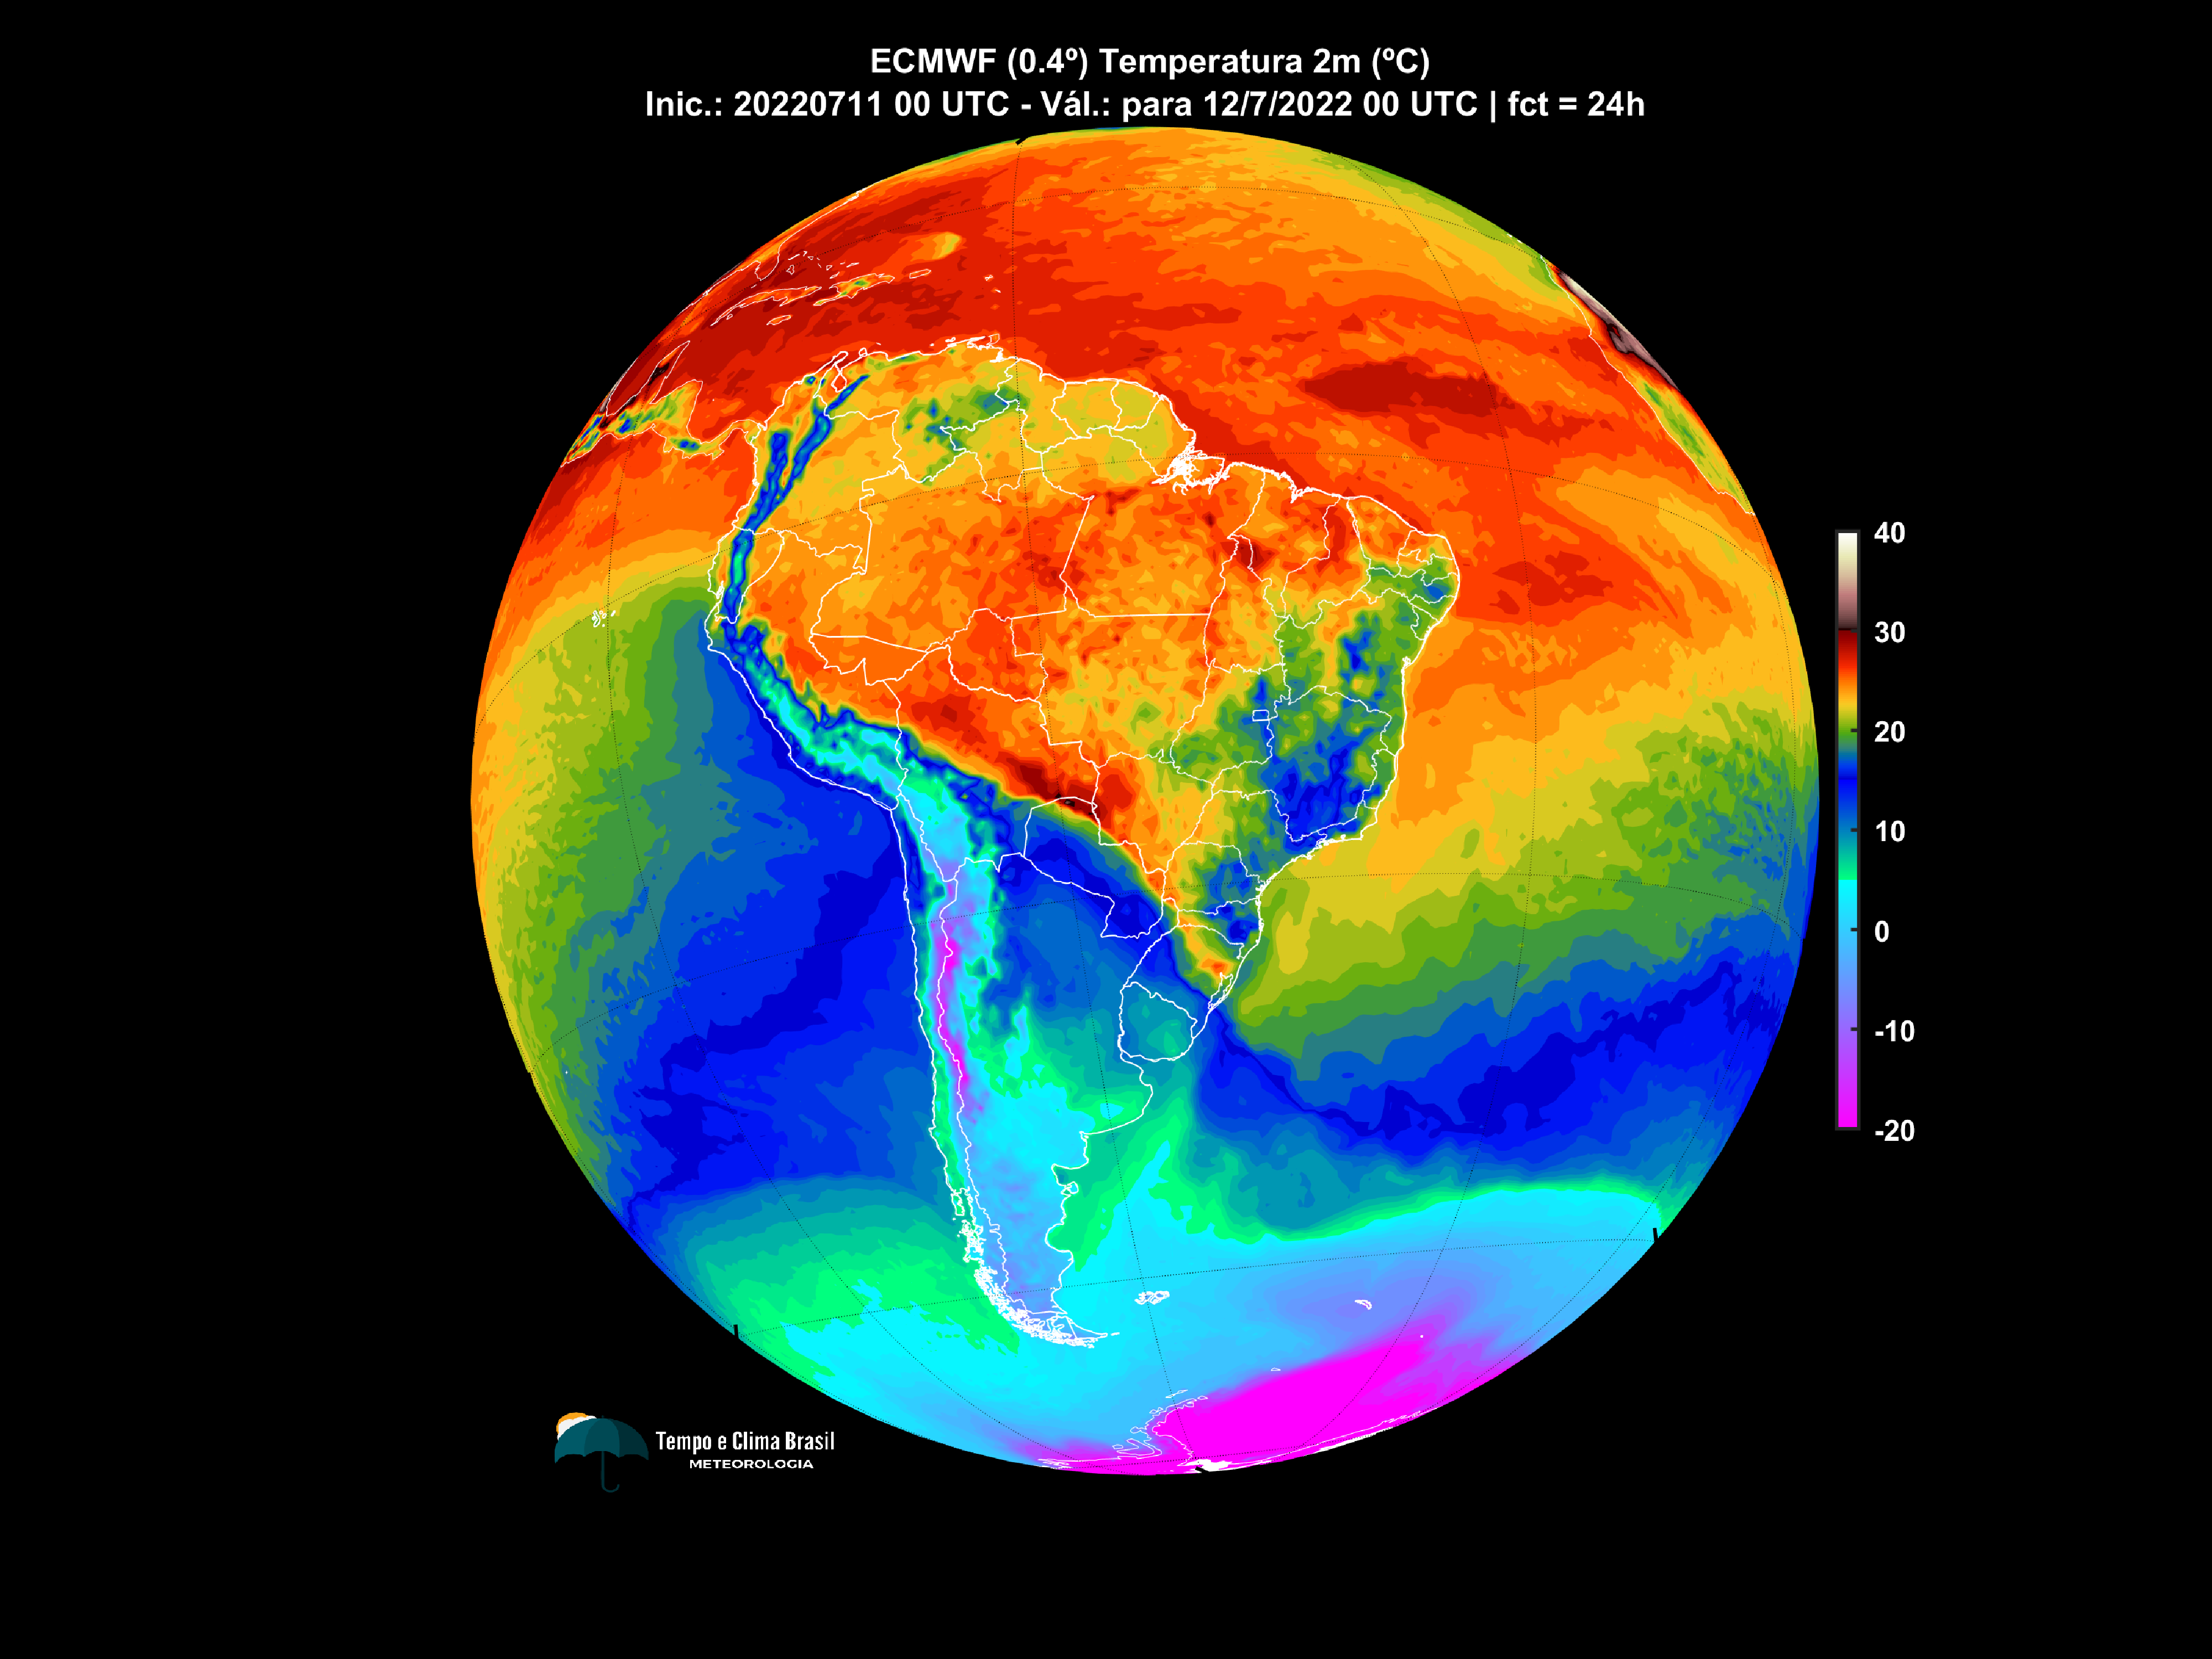 ECMWF (0.4º) Temperatura 2m (ºC)
Inic.: 20220711 00 UTC - Vál.: para 12/7/2022 00 UTC | fct = 24h
40
30
20
10
0
-10
-20
Tempo e Clima Brasil
METEOROLOGIA